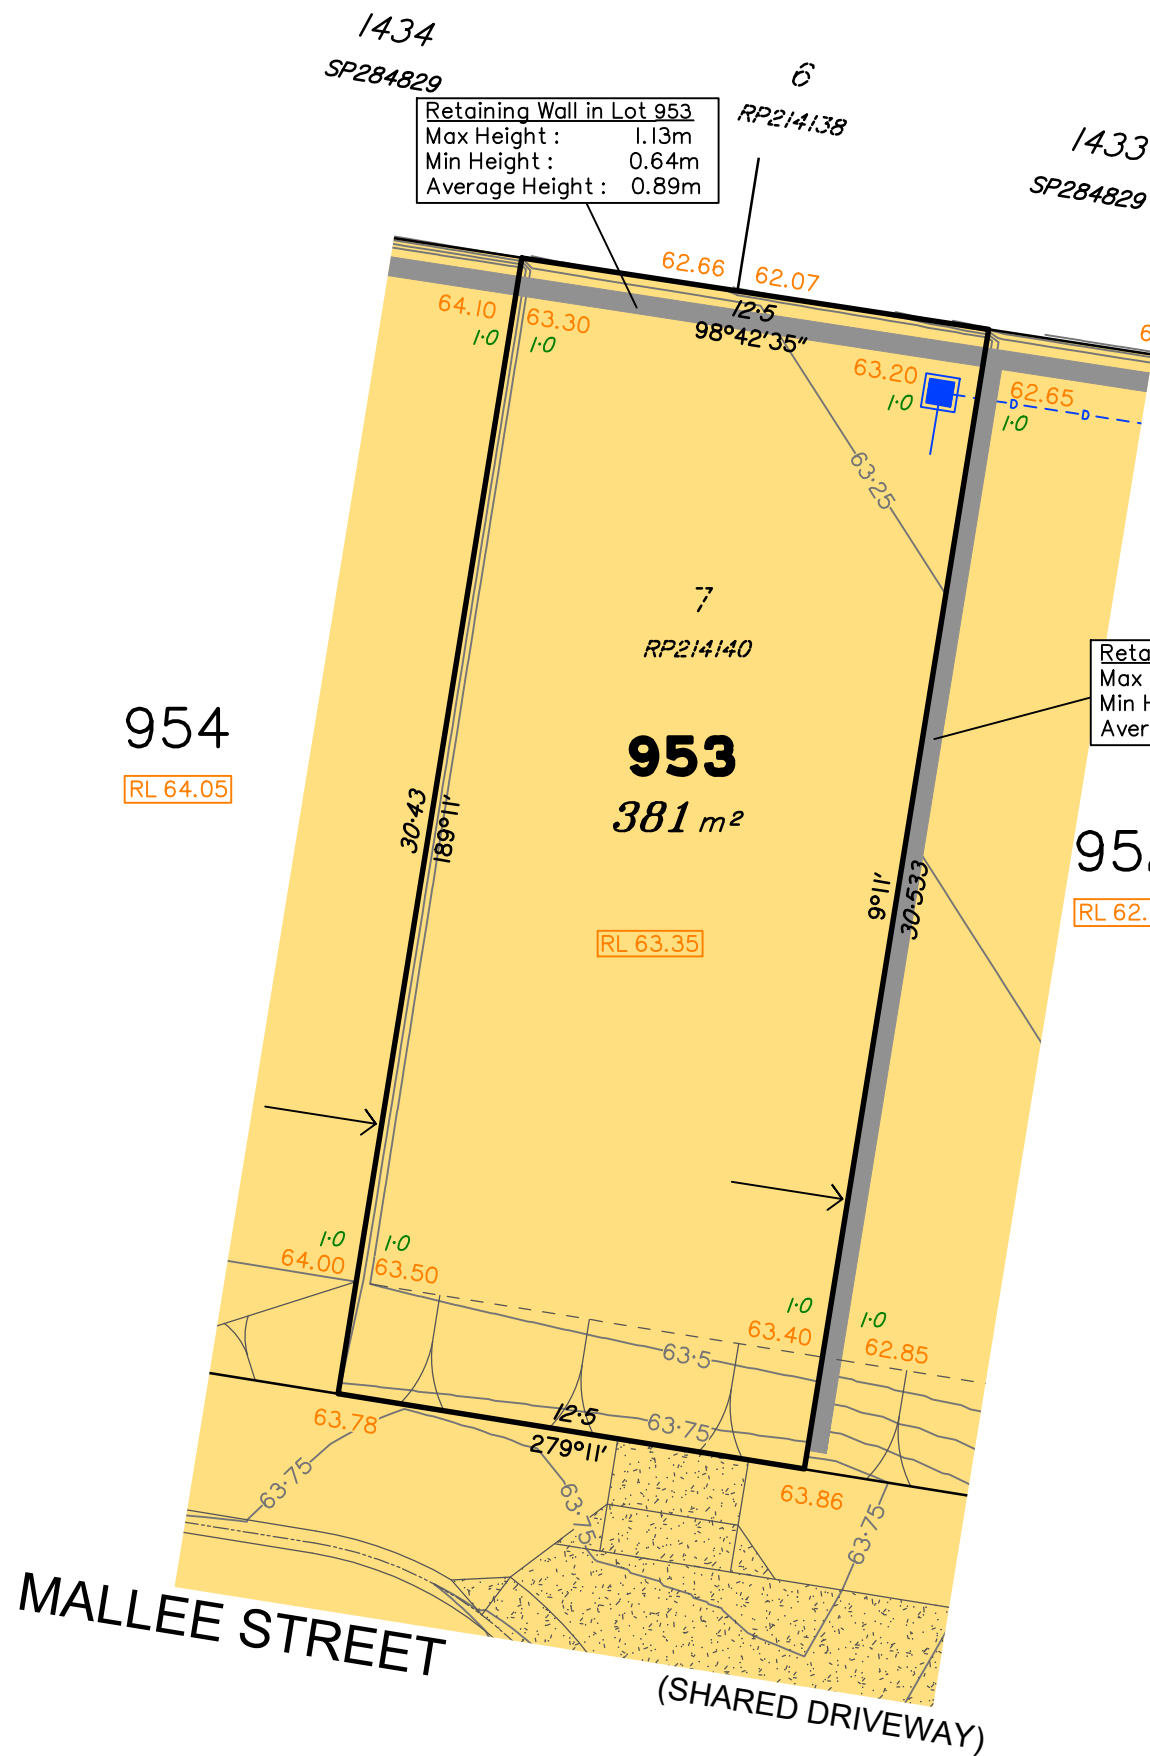 1434
SP284829
6
RP214138
1433
SP284829
Retaining Wall in Lot 953
Max Height : 1.13m
Min Height : 0.64m
Average Height : 0.89m
62.66
62.07
12·5
98°42'35"
64.10
63.30
1·0
1·0
63.20
1·0
D
D
62.65
1·0
63·25
7
RP214140
954
RL 64.05
953
381 m²
30·43
189°11'
9°11'
30·533
Max
RL 63.35
RL 62.
1·0
1·0
64.00
63.50
1·0
1·0
63.40
62.85
63·5
63·75
12·5
279°11'
63.78
63.86
63·75
63·75
63·75
MALLEE STREET
(SHARED DRIVEWAY)